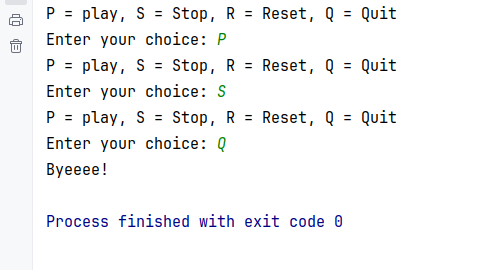 P = play, S = Stop, R = Reset, Q = Quit
Enter your choice: P
P = play, S = Stop, R = Reset, Q = Quit
Enter your choice: S
P = play, S = Stop, R = Reset, Q = Quit
Enter your choice: Q
Byeeee!
Process finished with exit code 0